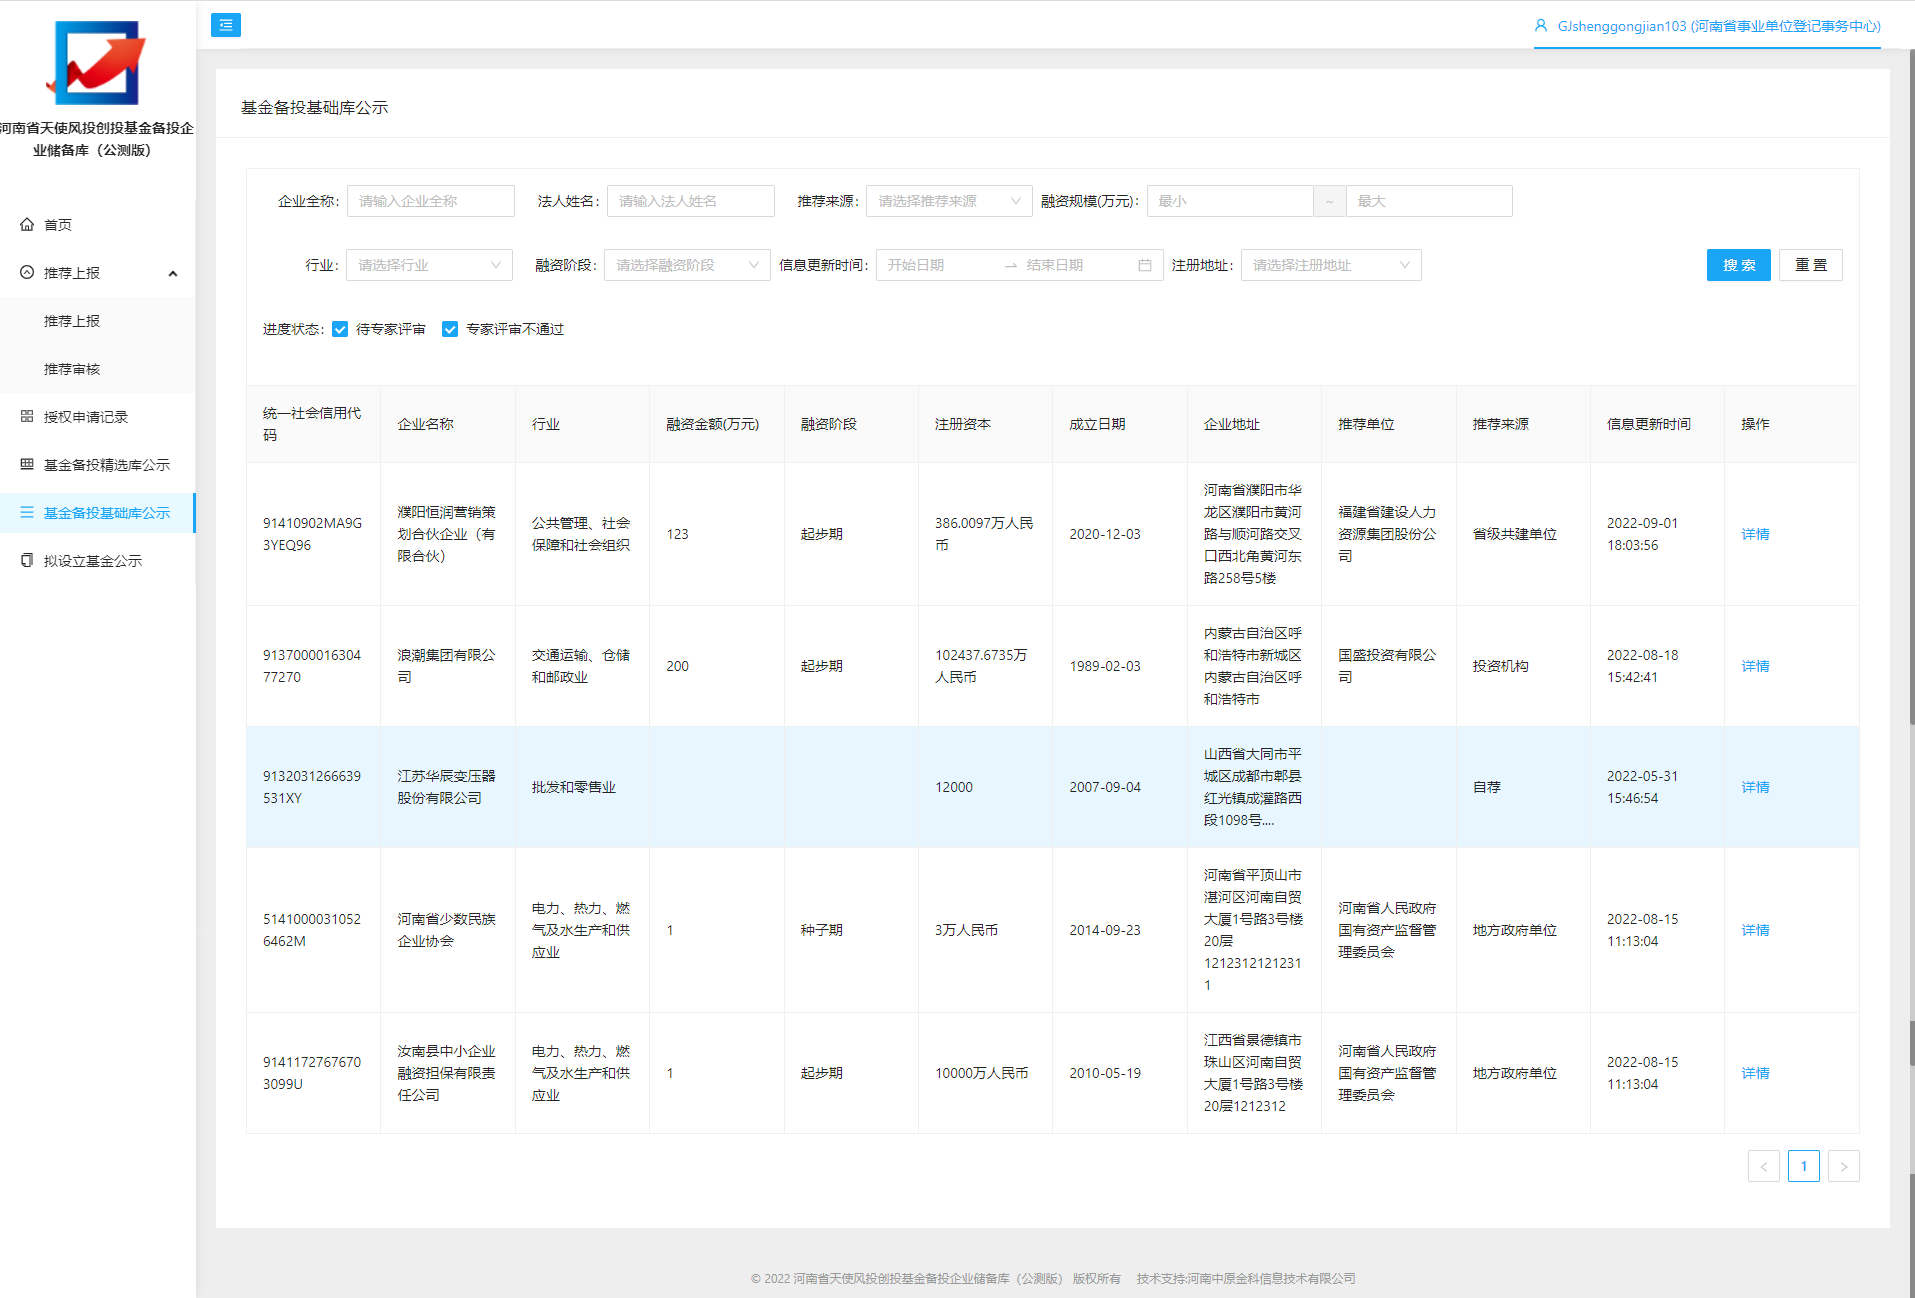 河南省天使风投创投基金备投企
业储备库（公测版）
首页
推荐上报
推荐上报
推荐审核
授权申请记录
基金备投精选库公示
基金备投基础库公示
拟设立基金公示
GJshenggongjian103 (河南省事业单位登记事务中心)
基金备投基础库公示
企业全称： 请输入企业全称 法人姓名： 请输入法人姓名 推荐来源： 请选择推荐来源 融资规模(万元)： 最小 ~ 最大
行业： 请选择行业 融资阶段： 请选择融资阶段 信息更新时间： 开始日期 → 结束日期 注册地址： 请选择注册地址 搜 索 重 置
进度状态： 待专家评审 专家评审不通过
统一社会信用代
码
企业名称
行业
融资金额(万元)
融资阶段
注册资本
成立日期
企业地址
推荐单位
推荐来源
信息更新时间
操作
91410902MA9G
3YEQ96
濮阳恒润营销策
划合伙企业（有
限合伙）
公共管理、社会
保障和社会组织
123
起步期
386.0097万人民
币
2020-12-03
河南省濮阳市华
龙区濮阳市黄河
路与顺河路交叉
口西北角黄河东
路258号5楼
福建省建设人力
资源集团股份公
司
省级共建单位
2022-09-01
18:03:56
详情
9137000016304
77270
浪潮集团有限公
司
交通运输、仓储
和邮政业
200
起步期
102437.6735万
人民币
1989-02-03
内蒙古自治区呼
和浩特市新城区
内蒙古自治区呼
和浩特市
国盛投资有限公
司
投资机构
2022-08-18
15:42:41
详情
9132031266639
531XY
江苏华辰变压器
股份有限公司
批发和零售业
12000
2007-09-04
山西省大同市平
城区成都市郫县
红光镇成灌路西
段1098号....
自荐
2022-05-31
15:46:54
详情
5141000031052
6462M
河南省少数民族
企业协会
电力、热力、燃
气及水生产和供
应业
1
种子期
3万人民币
2014-09-23
河南省平顶山市
湛河区河南自贸
大厦1号路3号楼
20层
1212312121231
1
河南省人民政府
国有资产监督管
理委员会
地方政府单位
2022-08-15
11:13:04
详情
9141172767670
3099U
汝南县中小企业
融资担保有限责
任公司
电力、热力、燃
气及水生产和供
应业
1
起步期
10000万人民币
2010-05-19
江西省景德镇市
珠山区河南自贸
大厦1号路3号楼
20层1212312
河南省人民政府
国有资产监督管
理委员会
地方政府单位
2022-08-15
11:13:04
详情
< 1 >
© 2022 河南省天使风投创投基金备投企业储备库（公测版） 版权所有 技术支持:河南中原金科信息技术有限公司